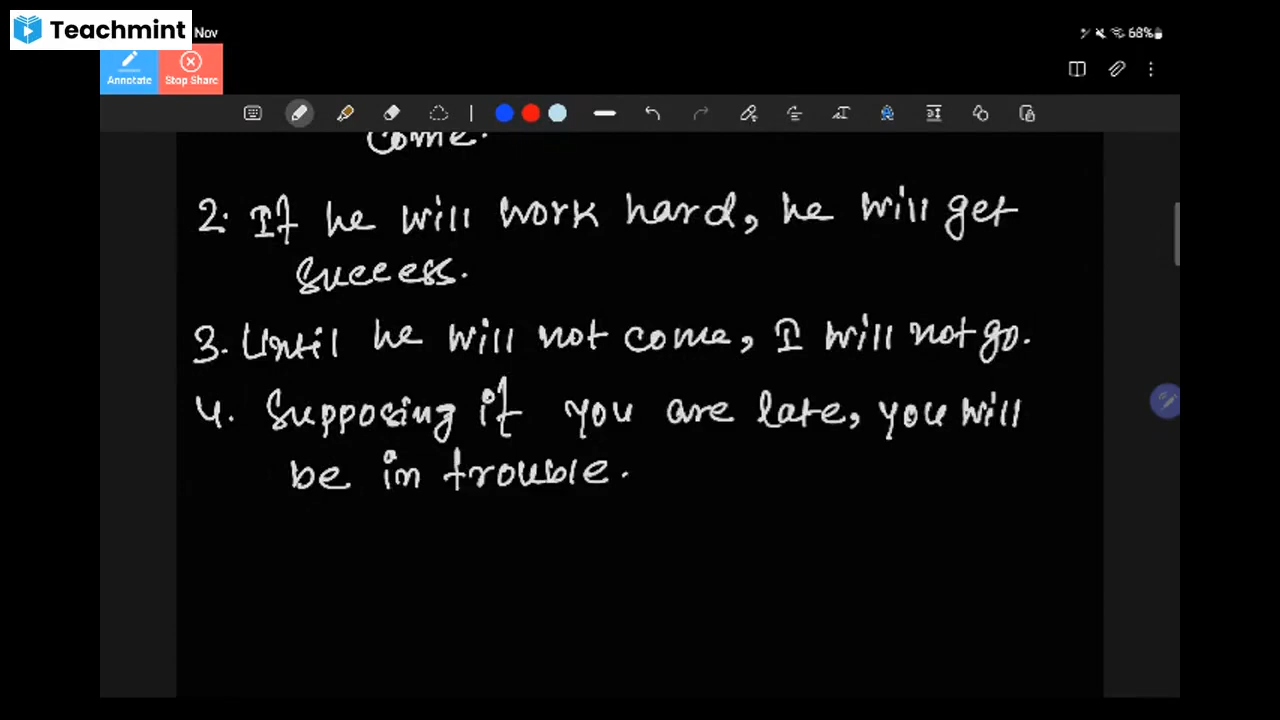 Teachmint
Nov
68%
Annotate
Stop Share
Come.
2. If he will work hard, he will get
success.
3. Until he will not come, I will not go.
4. Supposing if you are late, you will
be in trouble.